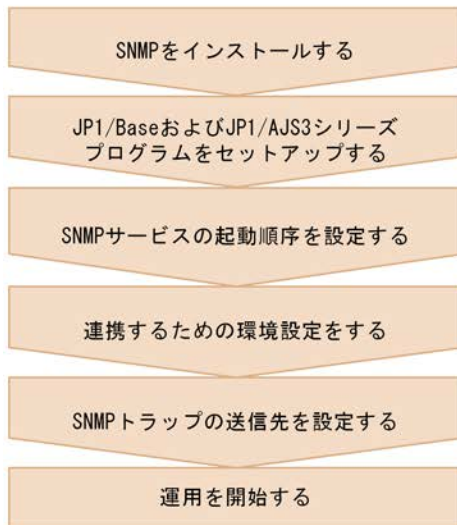 SNMPをインストールする
JP1/BaseおよびJP1/AJS3シリーズ
プログラムをセットアップする
SNMPサービスの起動順序を設定する
連携するための環境設定をする
SNMPトラップの送信先を設定する
運用を開始する